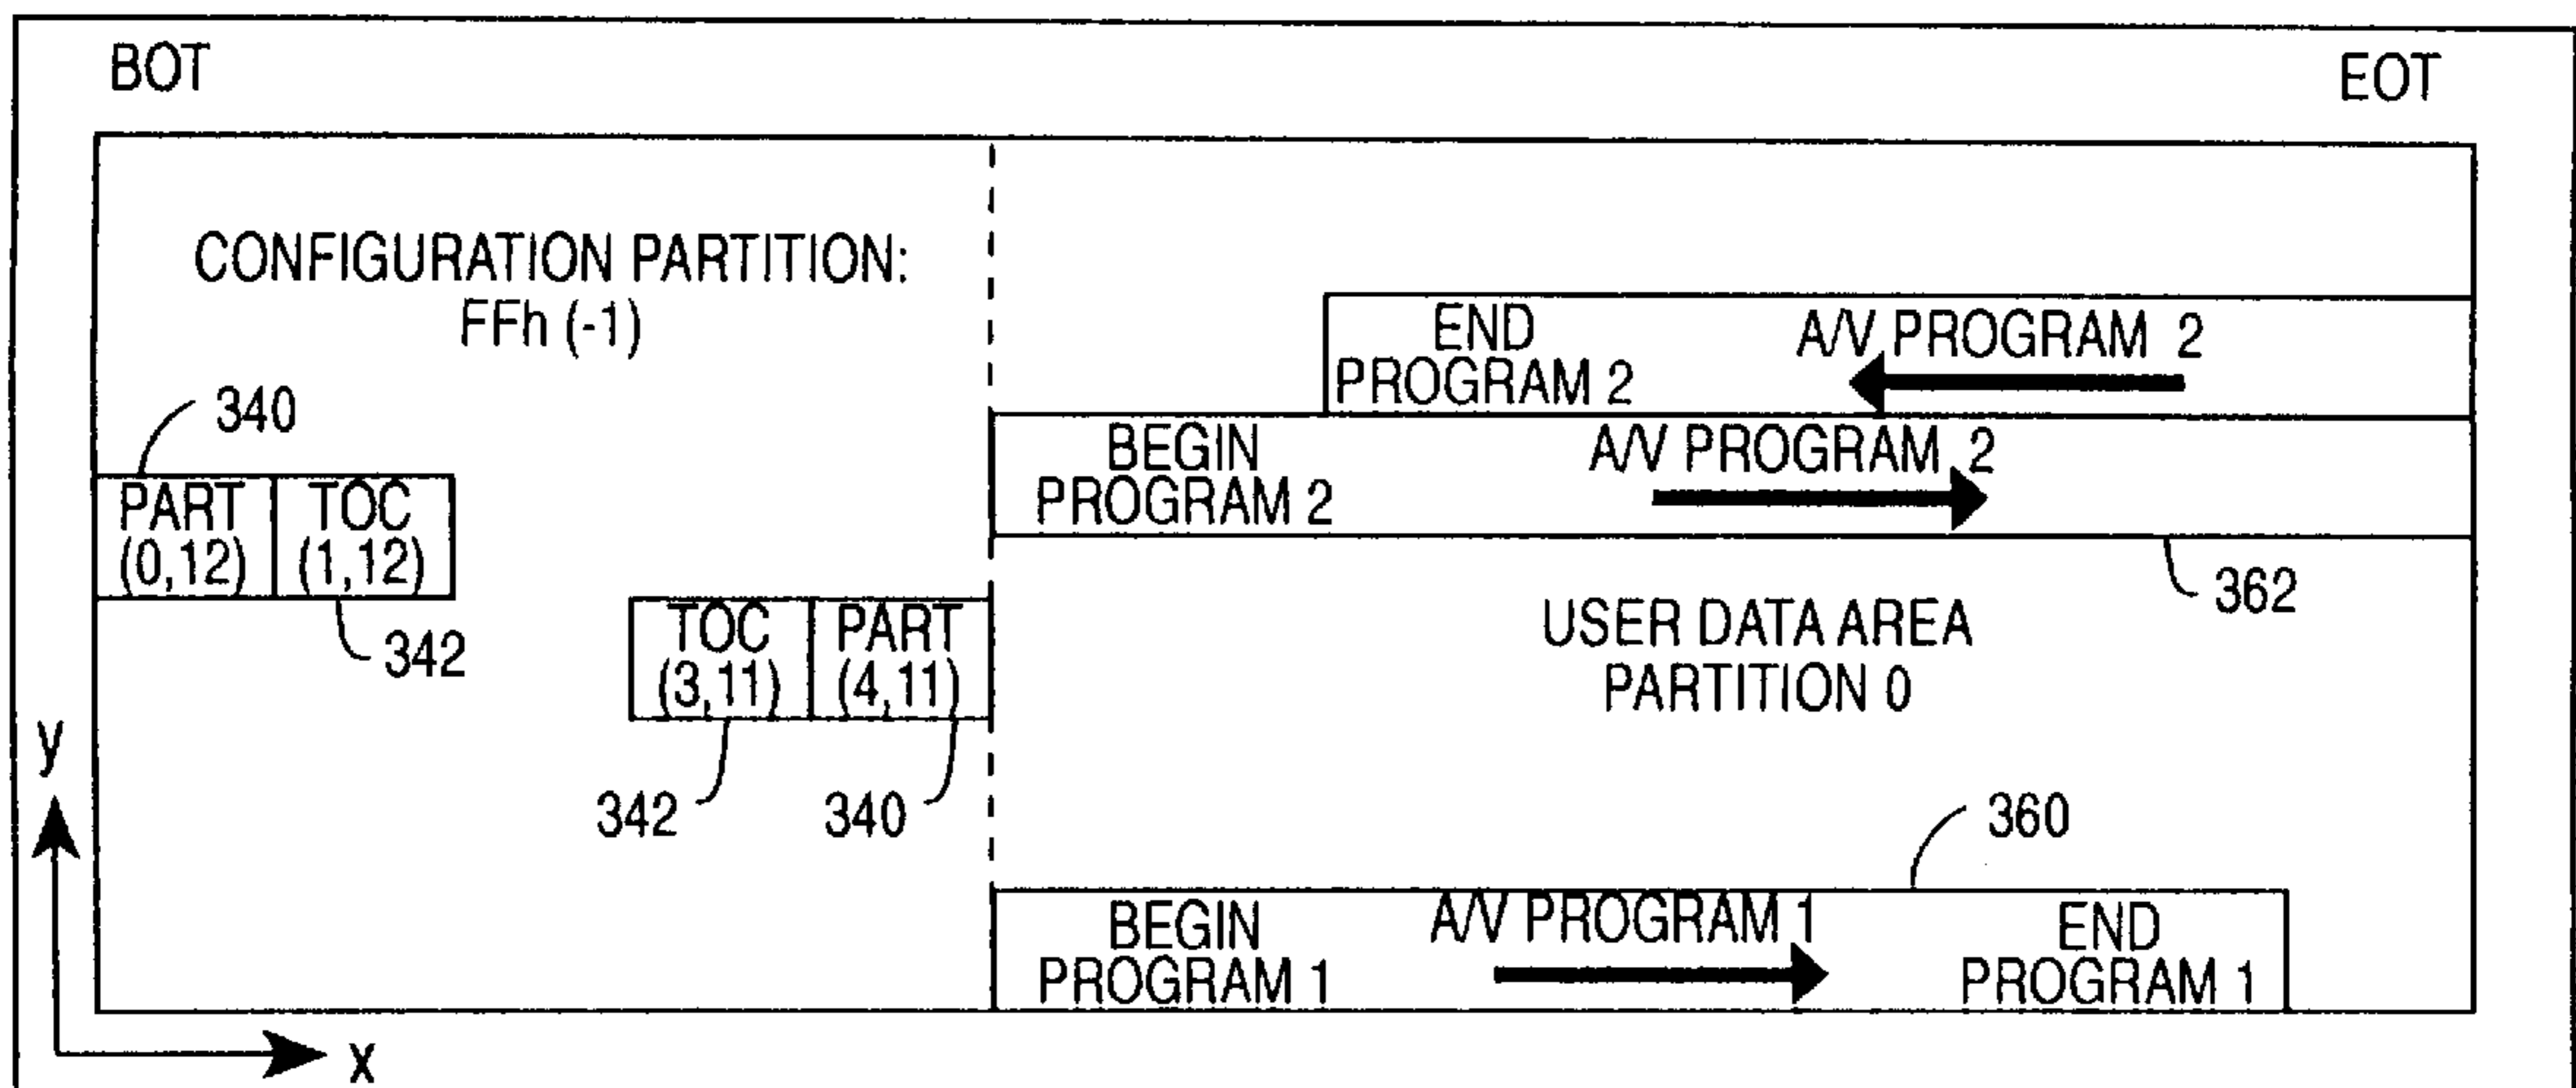 BOT
EOT
CONFIGURATION PARTITION:
FFh (-1)
END
PROGRAM 2
A/V PROGRAM 2
340
BEGIN
PROGRAM 2
A/V PROGRAM 2
PART
(0,12)
TOC
(1,12)
362
342
TOC
(3,11)
PART
(4,11)
USER DATA AREA
PARTITION 0
y
342
340
360
BEGIN
PROGRAM 1
A/V PROGRAM 1
END
PROGRAM 1
x